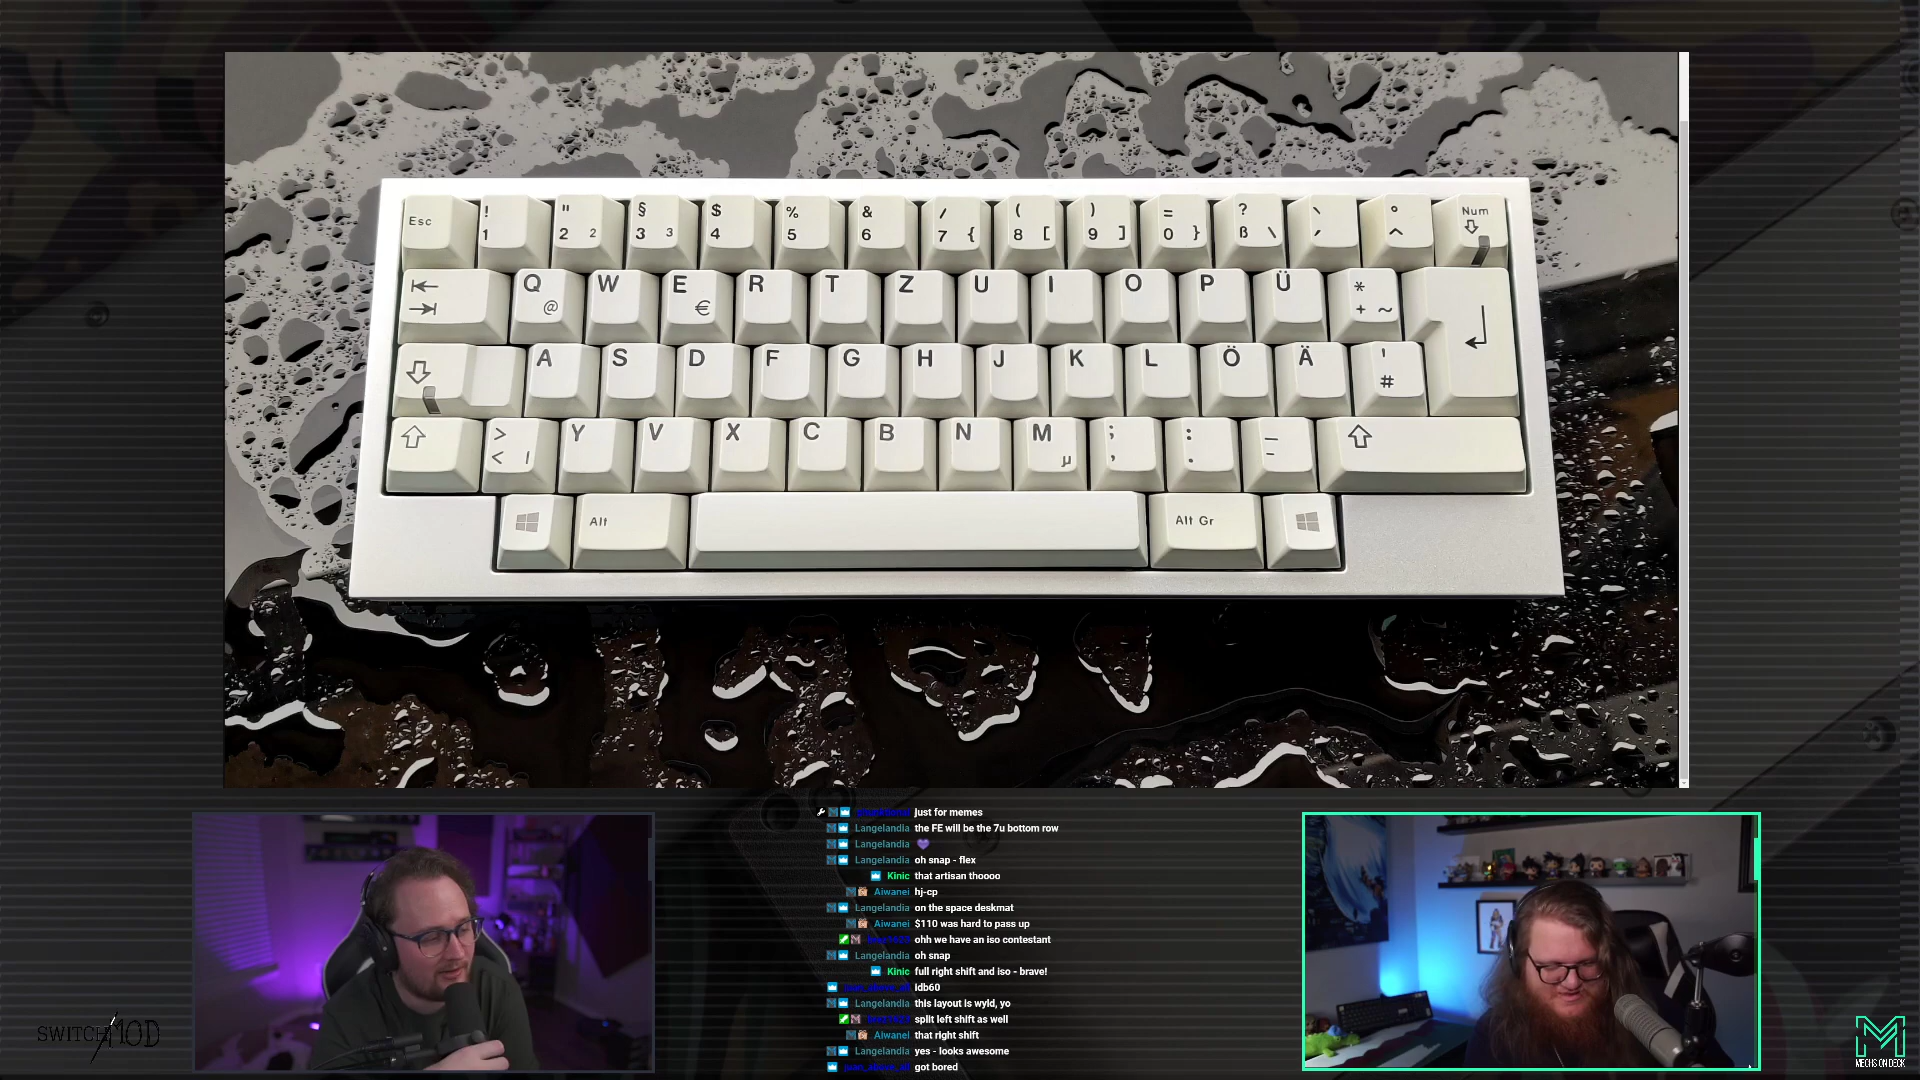 Esc ! 1 " 2 2 § 3 3 $ 4 % 5 & 6 / 7 { ( 8 [ ) 9 ] = 0 } ? ß \ ` ´ ° ^ Num
Q @ W E € R T Z U I O P Ü * + ~
A S D F G H J K L Ö Ä ' #
> < | Y V X C B N M µ ; , : . _ -
Alt Alt Gr
just for memes
Langelandia the FE will be the 7u bottom row
Langelandia 💜
Langelandia oh snap - flex
Kinic that artisan thoooo
Aiwanei hj-cp
Langelandia on the space deskmat
Aiwanei $110 was hard to pass up
ohh we have an iso contestant
Langelandia oh snap
Kinic full right shift and iso - brave!
idb60
Langelandia this layout is wyld, yo
split left shift as well
Aiwanei that right shift
Langelandia yes - looks awesome
got bored
SWITCH MOD
MECHS ON DECK